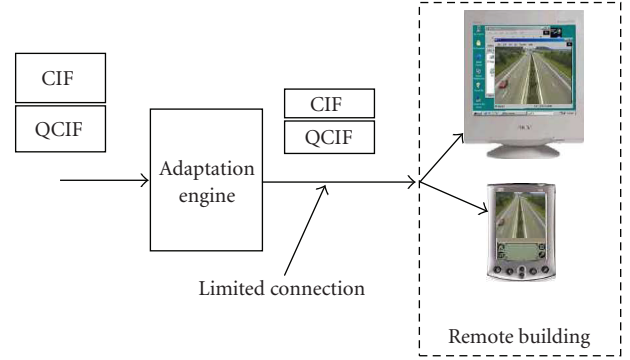 CIF
QCIF
Adaptation
engine
CIF
QCIF
Limited connection
Remote building